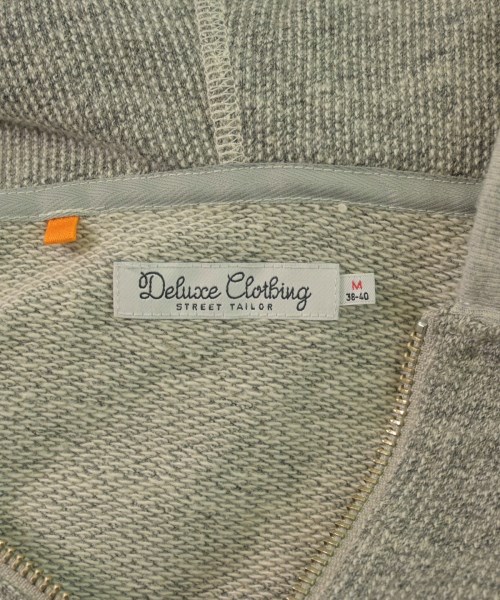 Deluxe Clothing
STREET TAILOR
M
38-40